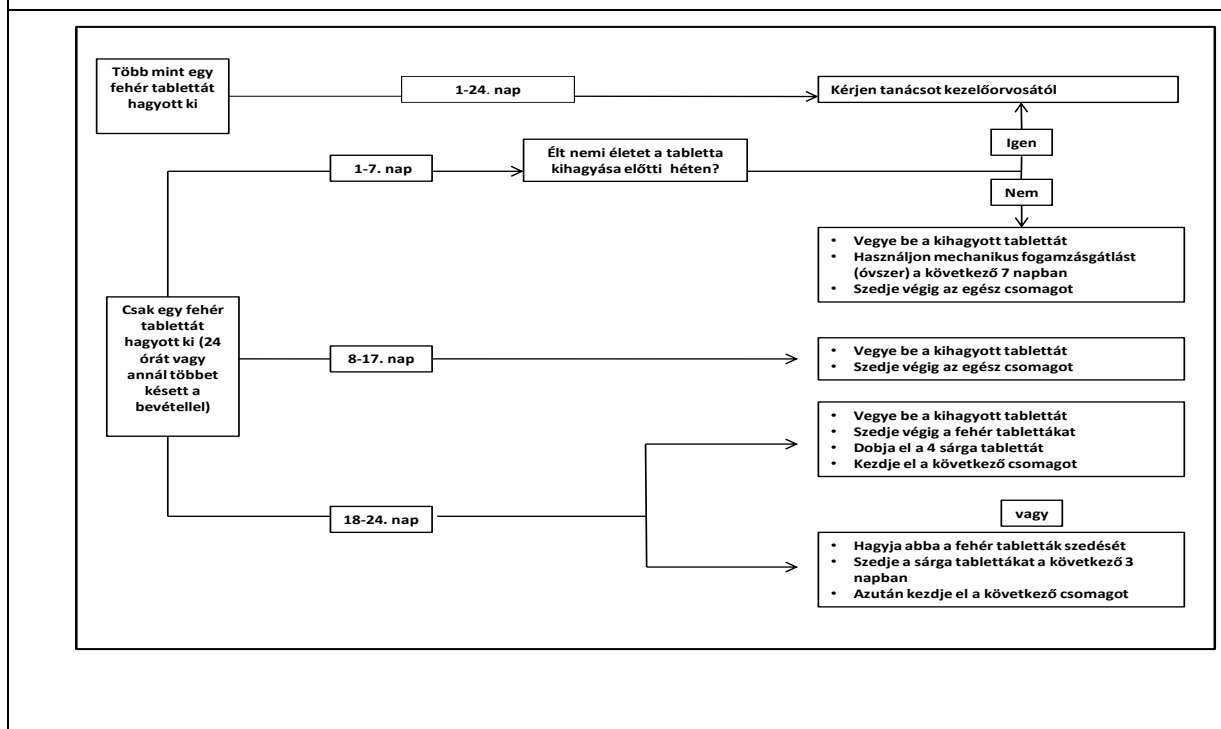 Több mint egy
fehér tablettát
hagyott ki
1-24. nap
Kérjen tanácsot kezelőorvosától
Igen
1-7. nap
Élt nemi életet a tabletta
kihagyása előtti héten?
Nem
• Vegye be a kihagyott tablettát
• Használjon mechanikus fogamzásgátlást
(óvszer) a következő 7 napban
• Szedje végig az egész csomagot
Csak egy fehér
tablettát
hagyott ki (24
órát vagy
annál többet
késett a
bevétellel)
8-17. nap
• Vegye be a kihagyott tablettát
• Szedje végig az egész csomagot
• Vegye be a kihagyott tablettát
• Szedje végig a fehér tablettákat
• Dobja el a 4 sárga tablettát
• Kezdje el a következő csomagot
18-24. nap
vagy
• Hagyja abba a fehér tabletták szedését
• Szedje a sárga tablettákat a következő 3
napban
• Azután kezdje el a következő csomagot